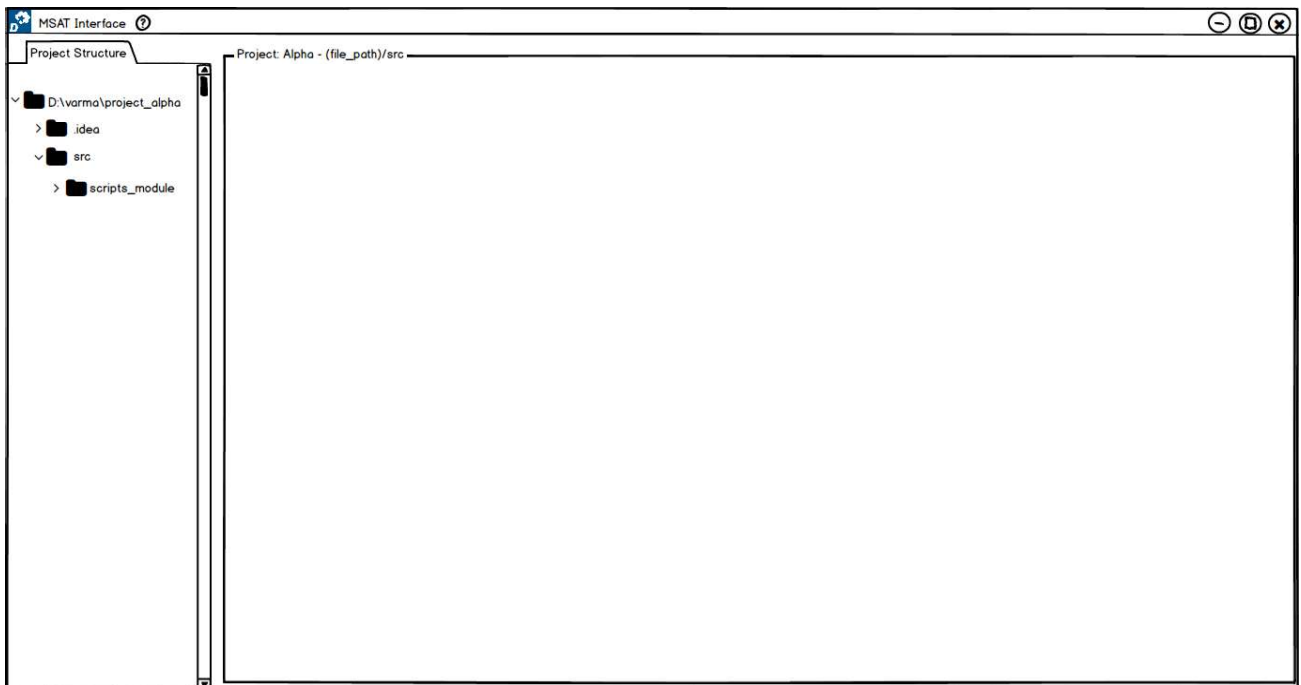 MSAT Interface ?
Project Structure
Project: Alpha - (file_path)/src
D:\varma\project_alpha
.idea
src
scripts_module